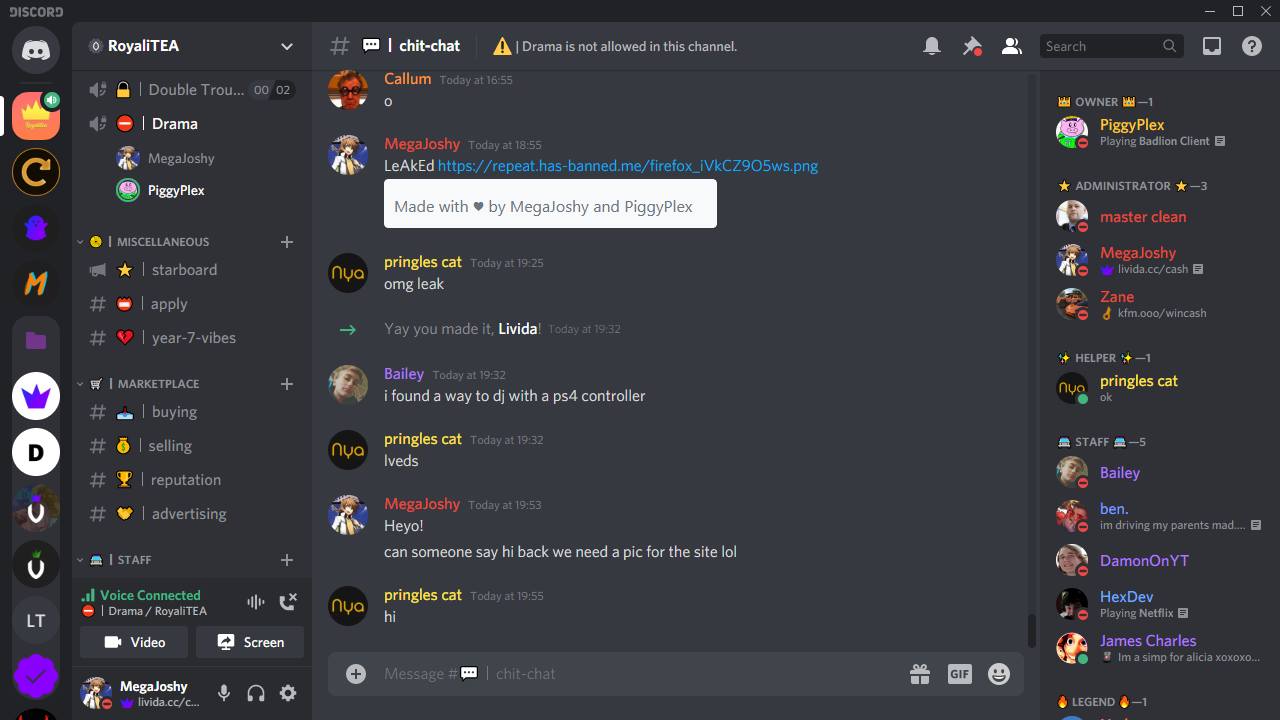 DISCORD
RoyaliTEA
Double Trou... 00 02
| Drama
MegaJoshy
PiggyPlex
| MISCELLANEOUS
| starboard
| apply
| year-7-vibes
| MARKETPLACE
| buying
| selling
| reputation
| advertising
| STAFF
Voice Connected
| Drama / RoyaliTEA
Video
Screen
MegaJoshy
livida.cc/c...
LT
D
| chit-chat
| Drama is not allowed in this channel.
Search
Callum Today at 16:55
o
MegaJoshy Today at 18:55
LeAkEd https://repeat.has-banned.me/firefox_iVkCZ9O5ws.png
Made with ♥ by MegaJoshy and PiggyPlex
pringles cat Today at 19:25
omg leak
Yay you made it, Livida! Today at 19:32
Bailey Today at 19:32
i found a way to dj with a ps4 controller
pringles cat Today at 19:32
lveds
MegaJoshy Today at 19:53
Heyo!
can someone say hi back we need a pic for the site lol
pringles cat Today at 19:55
hi
Message # | chit-chat
GIF
OWNER —1
PiggyPlex
Playing Badlion Client
ADMINISTRATOR —3
master clean
MegaJoshy
livida.cc/cash
Zane
kfm.ooo/wincash
HELPER —1
pringles cat
ok
STAFF —5
Bailey
ben.
im driving my parents mad....
DamonOnYT
HexDev
Playing Netflix
James Charles
Im a simp for alicia xoxoxo...
LEGEND —1